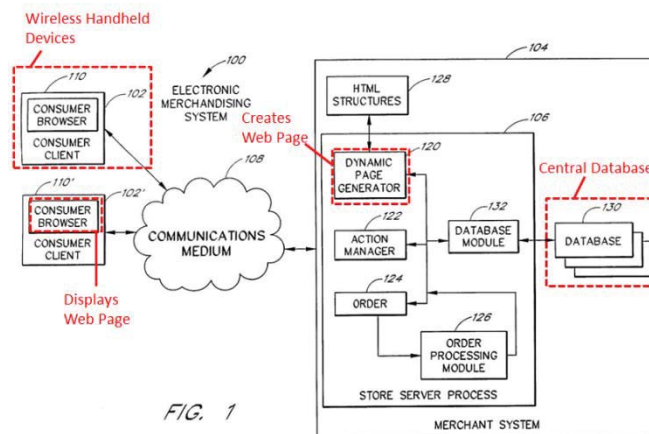 Wireless Handheld
Devices
100
ELECTRONIC
MERCHANDISING
SYSTEM
110
102
CONSUMER
BROWSER
CONSUMER
CLIENT
110'
102'
CONSUMER
BROWSER
CONSUMER
CLIENT
Displays
Web Page
108
COMMUNICATIONS
MEDIUM
104
HTML
STRUCTURES
128
Creates
Web Page
106
120
DYNAMIC
PAGE
GENERATOR
122
ACTION
MANAGER
132
DATABASE
MODULE
Central Database
130
DATABASE
124
ORDER
126
ORDER
PROCESSING
MODULE
STORE SERVER PROCESS
FIG. 1
MERCHANT SYSTEM